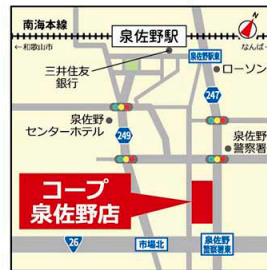 南海本線
←和歌山市
泉佐野駅
なんば→
三井住友
銀行
泉佐野駅東
ローソン
247
泉佐野
センターホテル
249
泉佐野
警察署
コープ
泉佐野店
26
市場北
泉佐野
警察署東